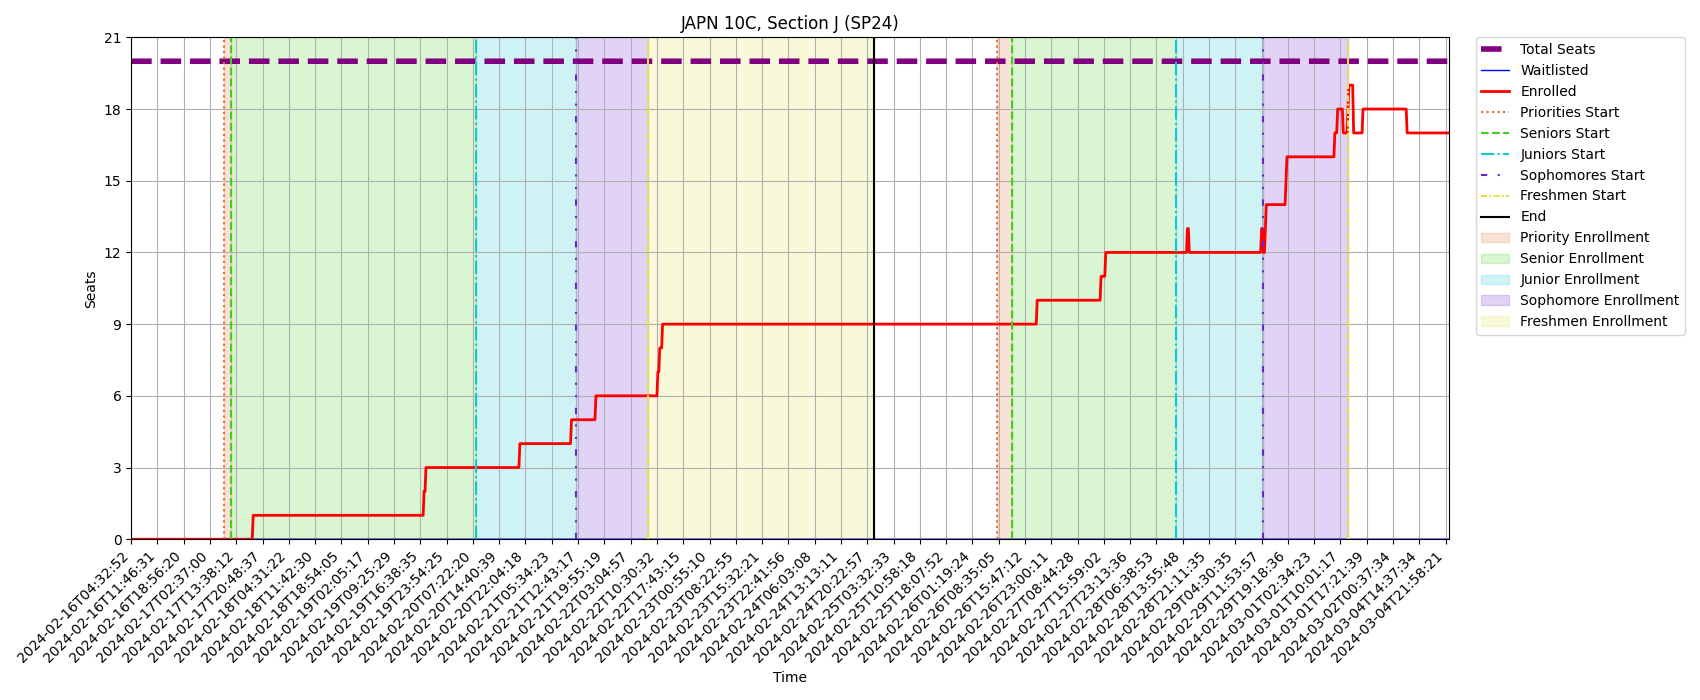 JAPN 10C, Section J (SP24)
21
18
15
12
9
6
3
0
Seats
2024-02-16T04:32:52
2024-02-16T11:46:31
2024-02-16T18:56:20
2024-02-17T02:37:00
2024-02-17T13:38:12
2024-02-17T20:48:37
2024-02-18T04:31:22
2024-02-18T11:42:30
2024-02-18T18:54:05
2024-02-19T02:05:17
2024-02-19T09:25:29
2024-02-19T16:38:35
2024-02-19T23:54:25
2024-02-20T07:22:20
2024-02-20T14:40:39
2024-02-20T22:04:18
2024-02-21T05:34:23
2024-02-21T12:43:17
2024-02-21T19:55:19
2024-02-22T03:04:57
2024-02-22T10:30:32
2024-02-22T17:43:15
2024-02-23T00:55:10
2024-02-23T08:22:55
2024-02-23T15:32:21
2024-02-23T22:41:56
2024-02-24T06:03:08
2024-02-24T13:13:11
2024-02-24T20:22:57
2024-02-25T03:32:33
2024-02-25T10:58:18
2024-02-25T18:07:52
2024-02-26T01:19:24
2024-02-26T08:35:05
2024-02-26T15:47:12
2024-02-26T23:00:11
2024-02-27T08:44:28
2024-02-27T15:59:02
2024-02-27T23:13:36
2024-02-28T06:38:53
2024-02-28T13:55:48
2024-02-28T21:11:35
2024-02-29T04:30:35
2024-02-29T11:53:57
2024-02-29T19:18:36
2024-03-01T02:34:23
2024-03-01T10:01:17
2024-03-01T17:21:39
2024-03-02T00:37:34
2024-03-04T14:37:34
2024-03-04T21:58:21
Time
Total Seats
Waitlisted
Enrolled
Priorities Start
Seniors Start
Juniors Start
Sophomores Start
Freshmen Start
End
Priority Enrollment
Senior Enrollment
Junior Enrollment
Sophomore Enrollment
Freshmen Enrollment